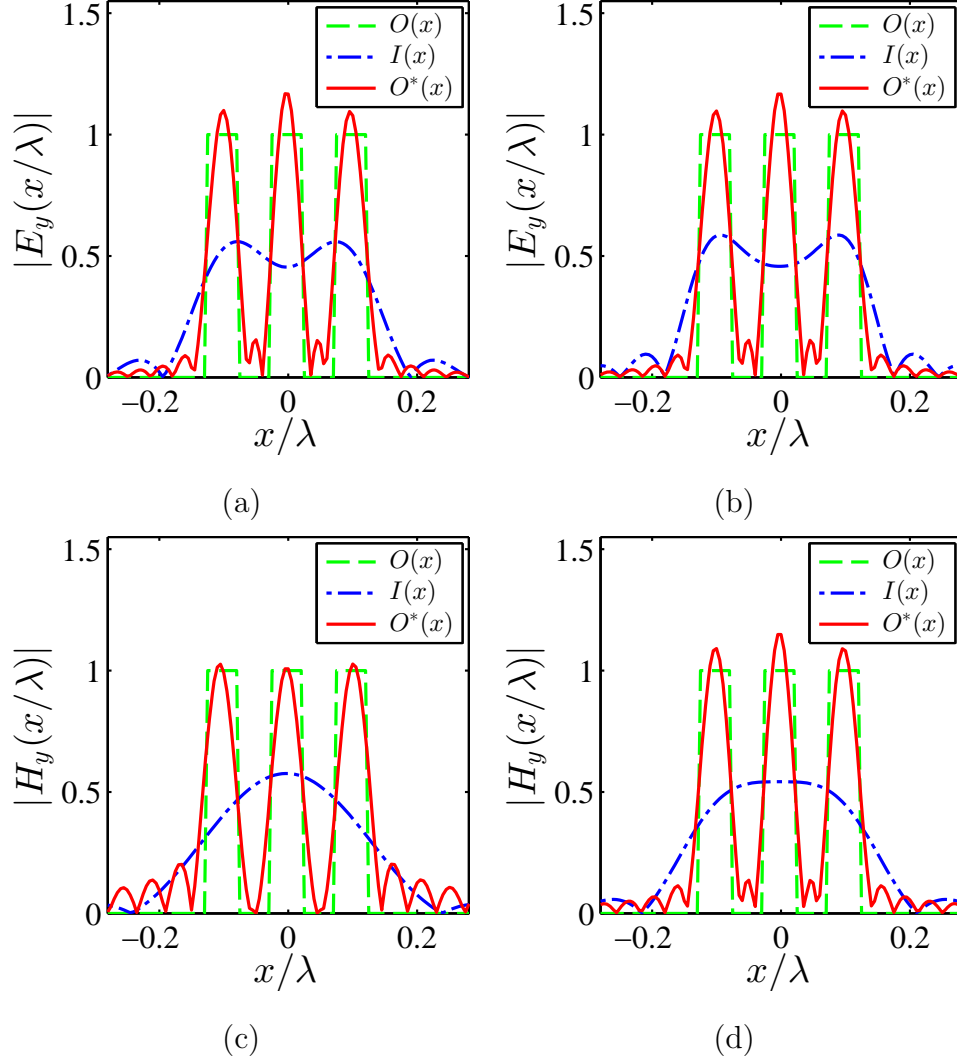 1.5
1
0.5
0
−0.2
0
0.2
|E_y(x/λ)|
x/λ
O(x)
I(x)
O*(x)
(a)
1.5
1
0.5
0
−0.2
0
0.2
|E_y(x/λ)|
x/λ
O(x)
I(x)
O*(x)
(b)
1.5
1
0.5
0
−0.2
0
0.2
|H_y(x/λ)|
x/λ
O(x)
I(x)
O*(x)
(c)
1.5
1
0.5
0
−0.2
0
0.2
|H_y(x/λ)|
x/λ
O(x)
I(x)
O*(x)
(d)